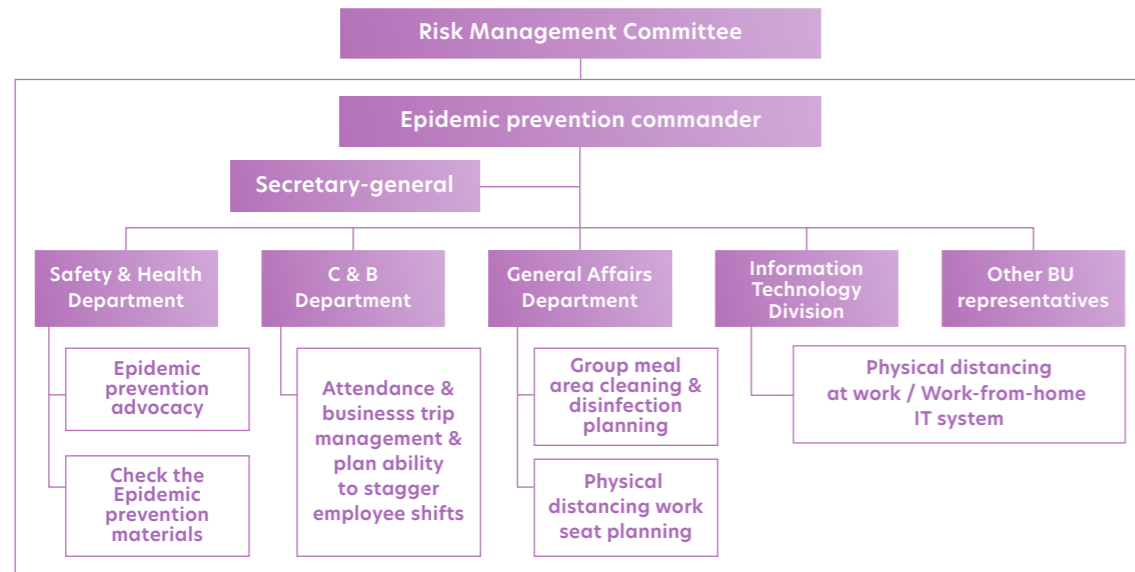 Risk Management Committee
Epidemic prevention commander
Secretary-general
Safety & Health
Department
C & B
Department
General Affairs
Department
Information
Technology
Division
Other BU
representatives
Epidemic
prevention
advocacy
Check the
Epidemic
prevention
materials
Attendance &
businesss trip
management &
plan ability
to stagger
employee shifts
Group meal
area cleaning &
disinfection
planning
Physical
distancing work
seat planning
Physical distancing
at work / Work-from-home
IT system